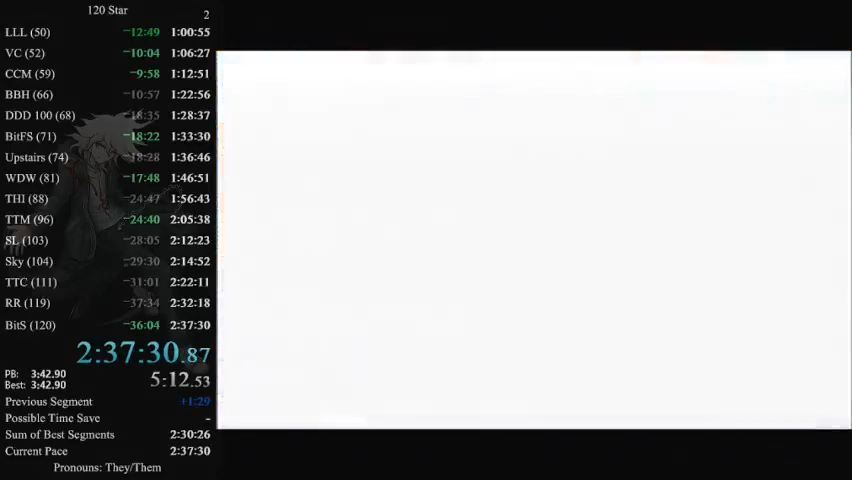 120 Star
2
LLL (50) −12:49 1:00:55
VC (52) −10:04 1:06:27
CCM (59) −9:58 1:12:51
BBH (66) −10:57 1:22:56
DDD 100 (68) −18:35 1:28:37
BitFS (71) −18:22 1:33:30
Upstairs (74) −18:28 1:36:46
WDW (81) −17:48 1:46:51
THI (88) −24:47 1:56:43
TTM (96) −24:40 2:05:38
SL (103) −28:05 2:12:23
Sky (104) −29:30 2:14:52
TTC (111) −31:01 2:22:11
RR (119) −37:34 2:32:18
BitS (120) −36:04 2:37:30
2:37:30.87
PB: 3:42.90 5:12.53
Best: 3:42.90
Previous Segment +1:29
Possible Time Save -
Sum of Best Segments 2:30:26
Current Pace 2:37:30
Pronouns: They/Them